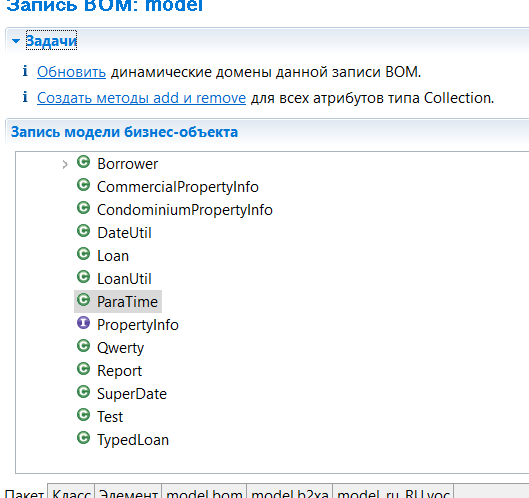 Запись BOM: model
Задачи
Обновить динамические домены данной записи BOM.
Создать методы add и remove для всех атрибутов типа Collection.
Запись модели бизнес-объекта
Borrower
CommercialPropertyInfo
CondominiumPropertyInfo
DateUtil
Loan
LoanUtil
ParaTime
PropertyInfo
Qwerty
Report
SuperDate
Test
TypedLoan
Пакет Класс Элемент model.bom model.b2xa model_ru_RU.voc